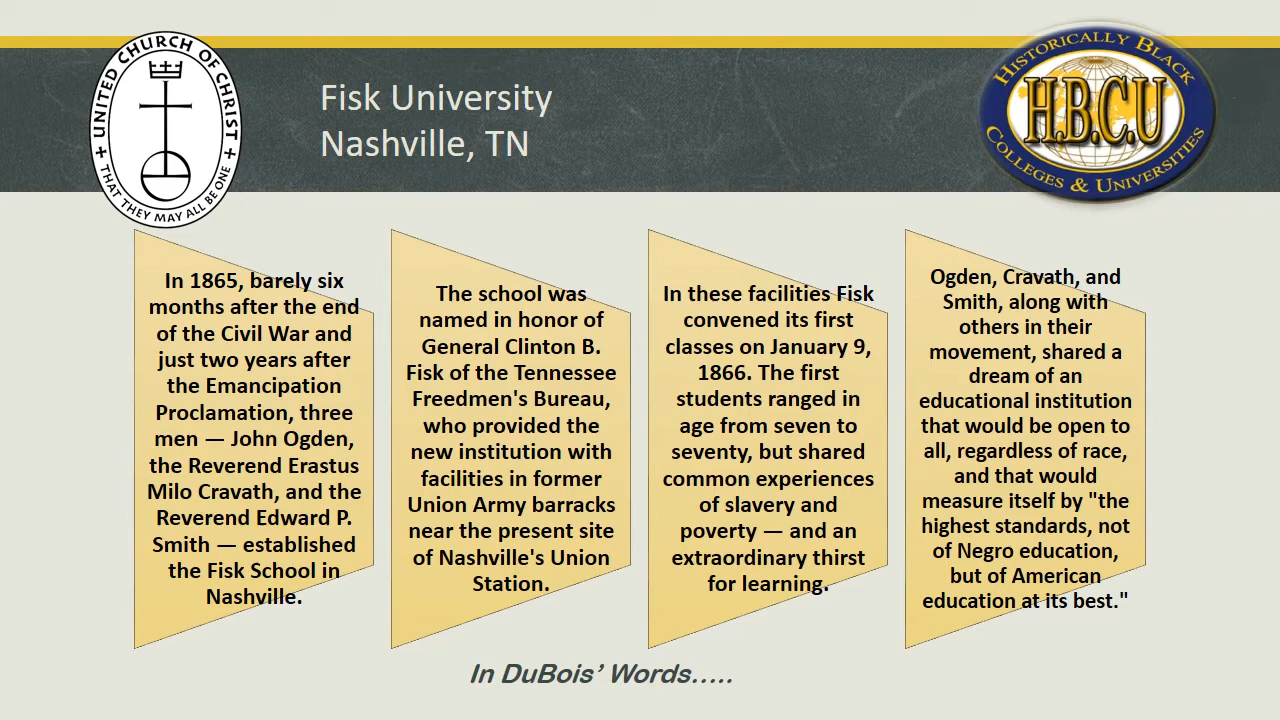 UNITED CHURCH OF CHRIST
THAT THEY MAY ALL BE ONE
Fisk University
Nashville, TN
HISTORICALLY BLACK
H.B.C.U
COLLEGES & UNIVERSITIES
In 1865, barely six
months after the end
of the Civil War and
just two years after
the Emancipation
Proclamation, three
men — John Ogden,
the Reverend Erastus
Milo Cravath, and the
Reverend Edward P.
Smith — established
the Fisk School in
Nashville.
The school was
named in honor of
General Clinton B.
Fisk of the Tennessee
Freedmen's Bureau,
who provided the
new institution with
facilities in former
Union Army barracks
near the present site
of Nashville's Union
Station.
In these facilities Fisk
convened its first
classes on January 9,
1866. The first
students ranged in
age from seven to
seventy, but shared
common experiences
of slavery and
poverty — and an
extraordinary thirst
for learning.
Ogden, Cravath, and
Smith, along with
others in their
movement, shared a
dream of an
educational institution
that would be open to
all, regardless of race,
and that would
measure itself by "the
highest standards, not
of Negro education,
but of American
education at its best."
In DuBois’ Words.....